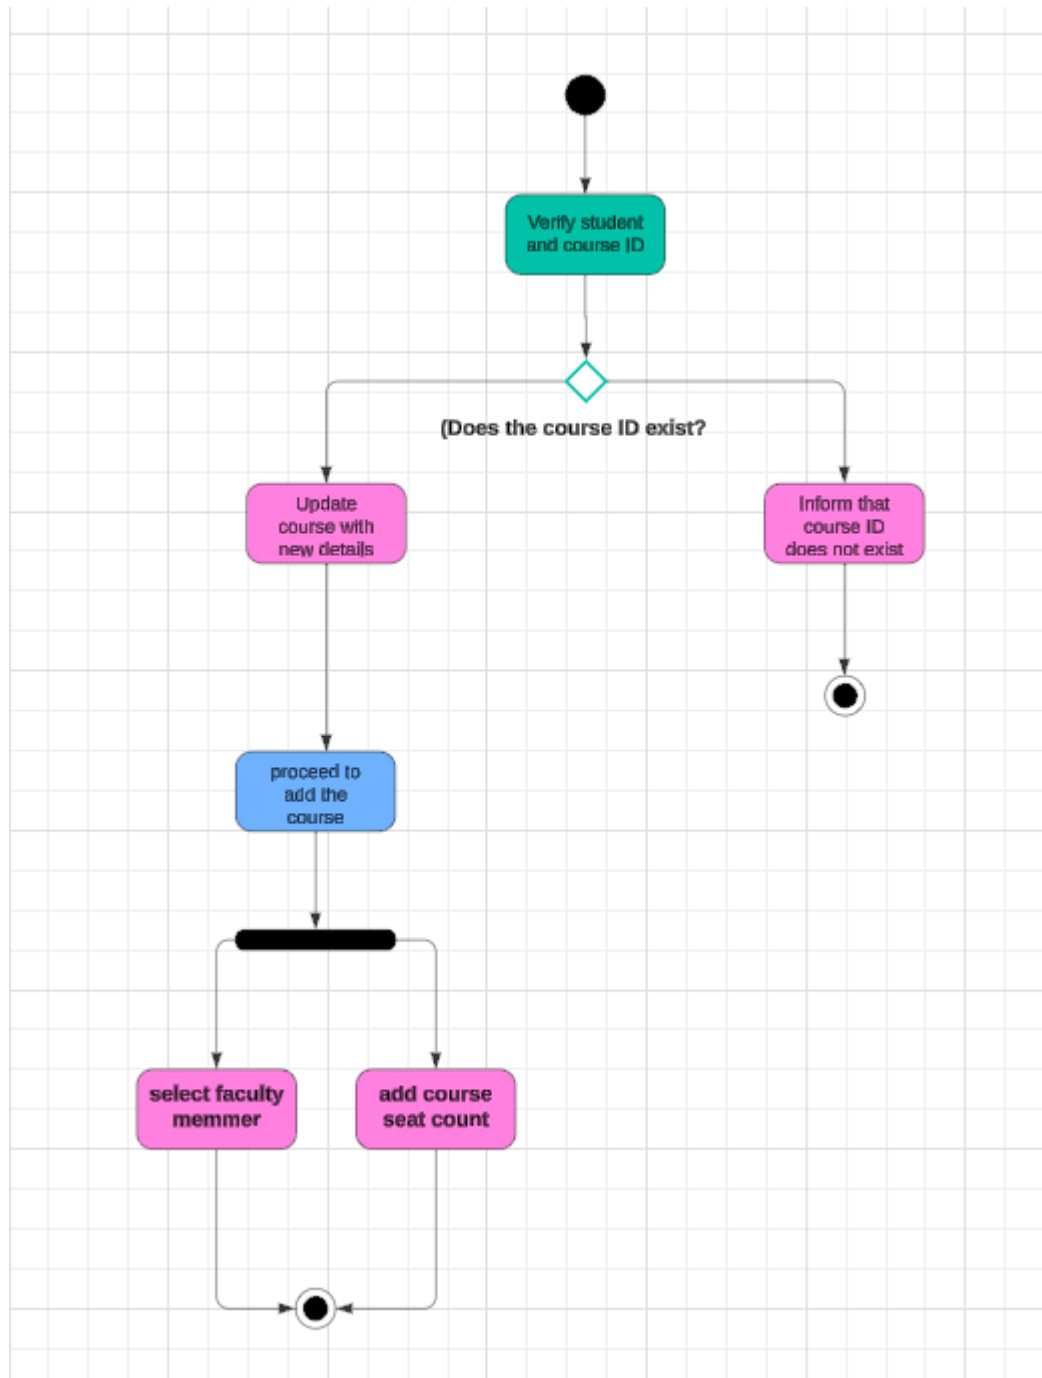 Verify student
and course ID
(Does the course ID exist?
Update
course with
new details
Inform that
course ID
does not exist
proceed to
add the
course
select faculty
memmer
add course
seat count